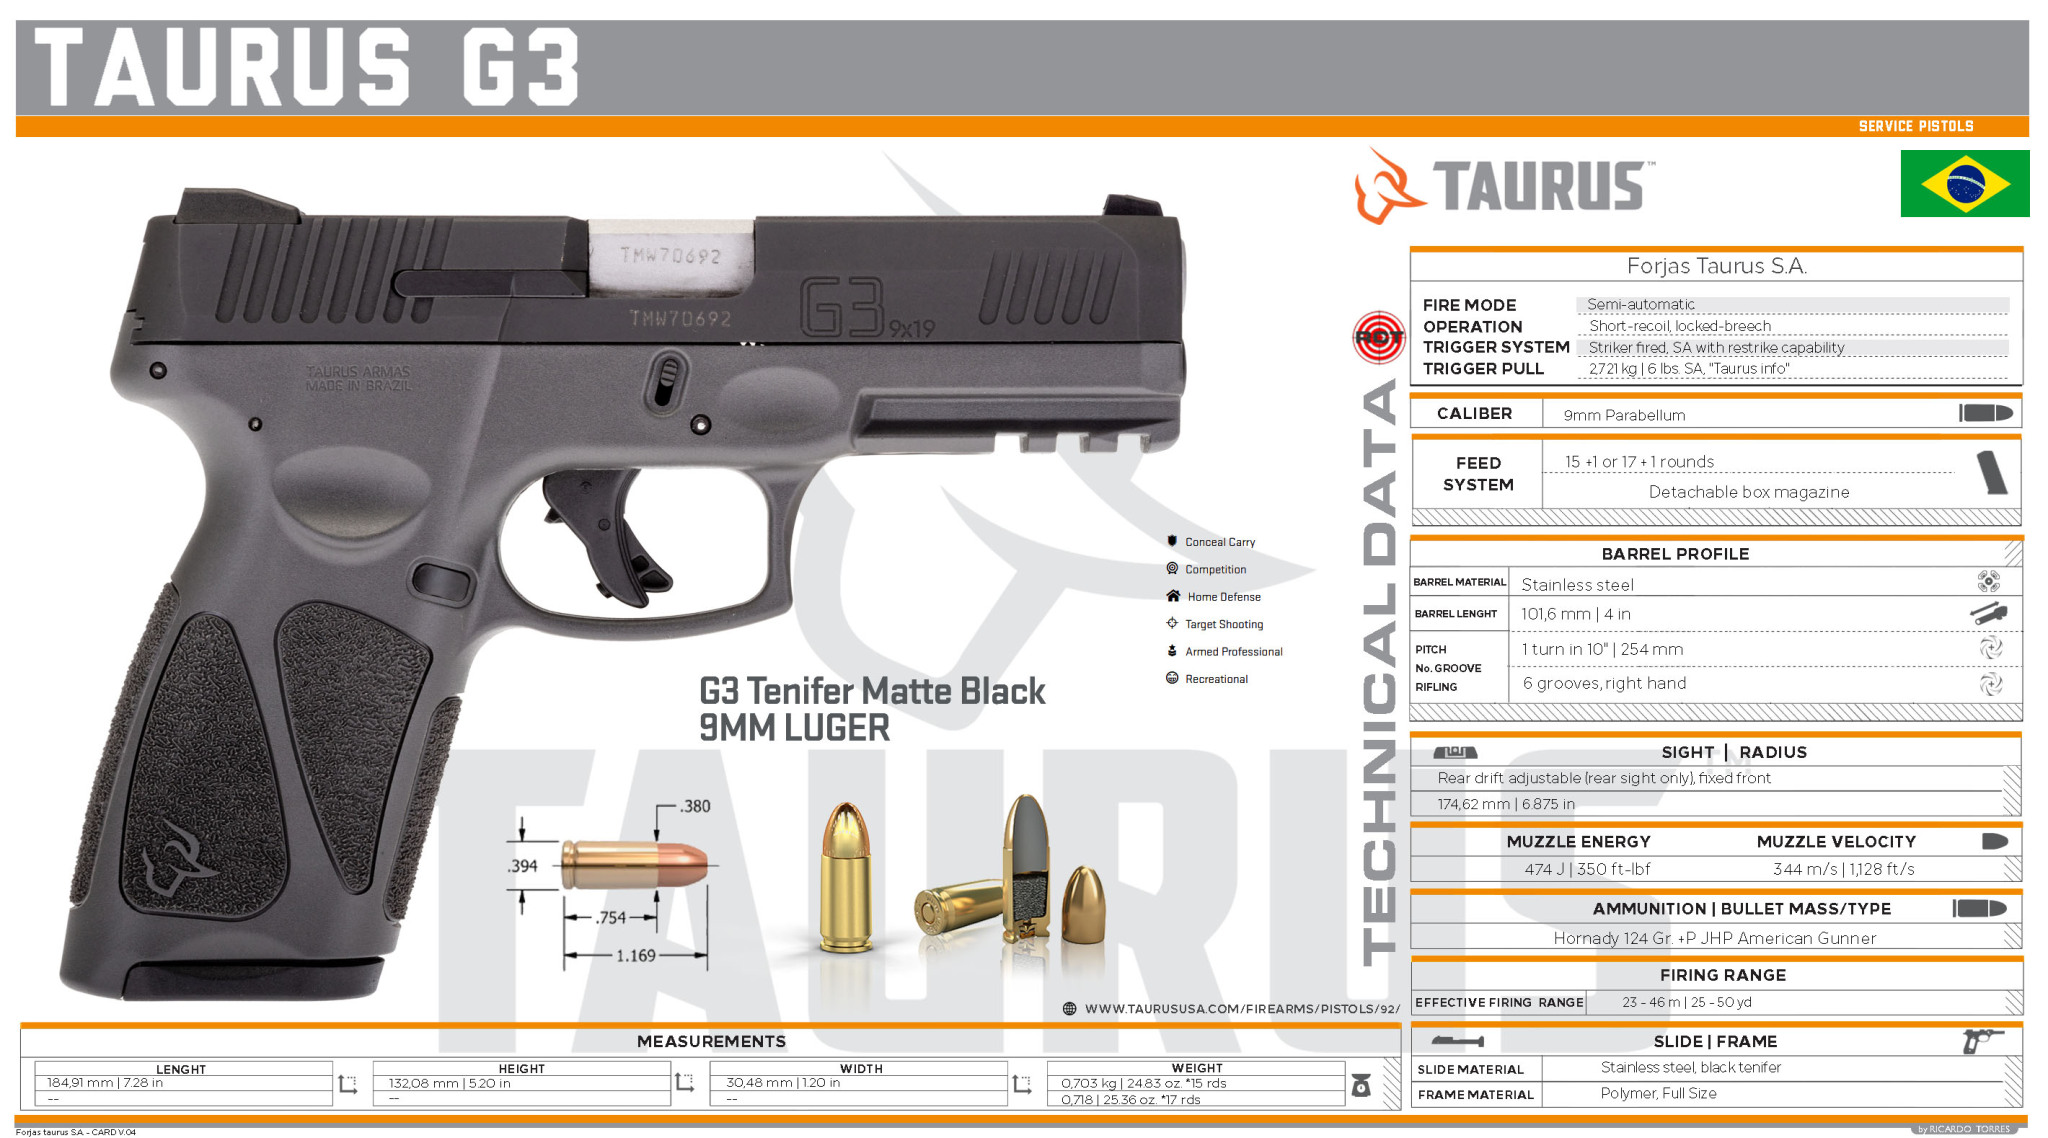 TAURUS G3
SERVICE PISTOLS
TAURUS™
TMW70692
TMW70692
G3 9x19
TAURUS ARMAS
MADE IN BRAZIL
Forjas Taurus S.A.
FIRE MODE Semi-automatic
OPERATION Short-recoil, locked-breech
TRIGGER SYSTEM Striker fired, SA with restrike capability
TRIGGER PULL 2,721 kg | 6 lbs. SA, "Taurus info"
RDT
TECHNICAL DATA
CALIBER 9mm Parabellum
FEED SYSTEM
15 +1 or 17 + 1 rounds
Detachable box magazine
BARREL PROFILE
BARREL MATERIAL Stainless steel
BARREL LENGHT 101,6 mm | 4 in
PITCH 1 turn in 10" | 254 mm
No. GROOVE
RIFLING 6 grooves, right hand
SIGHT | RADIUS
Rear drift adjustable (rear sight only), fixed front
174,62 mm | 6.875 in
MUZZLE ENERGY MUZZLE VELOCITY
474 J | 350 ft-lbf 344 m/s | 1,128 ft/s
AMMUNITION | BULLET MASS/TYPE
Hornady 124 Gr. +P JHP American Gunner
FIRING RANGE
EFFECTIVE FIRING RANGE 23 - 46 m | 25 - 50 yd
SLIDE | FRAME
SLIDE MATERIAL Stainless steel, black tenifer
FRAME MATERIAL Polymer, Full Size
Conceal Carry
Competition
Home Defense
Target Shooting
Armed Professional
Recreational
G3 Tenifer Matte Black
9MM LUGER
TAURUS™
.380
.394
.754
1.169
WWW.TAURUSUSA.COM/FIREARMS/PISTOLS/92/
MEASUREMENTS
LENGHT HEIGHT WIDTH WEIGHT
184,91 mm | 7.28 in 132,08 mm | 5.20 in 30,48 mm | 1.20 in 0,703 kg | 24.83 oz. *15 rds
-- -- -- 0,718 | 25.36 oz. *17 rds
Forjas taurus S.A. - CARD V.04
by RICARDO TORRES